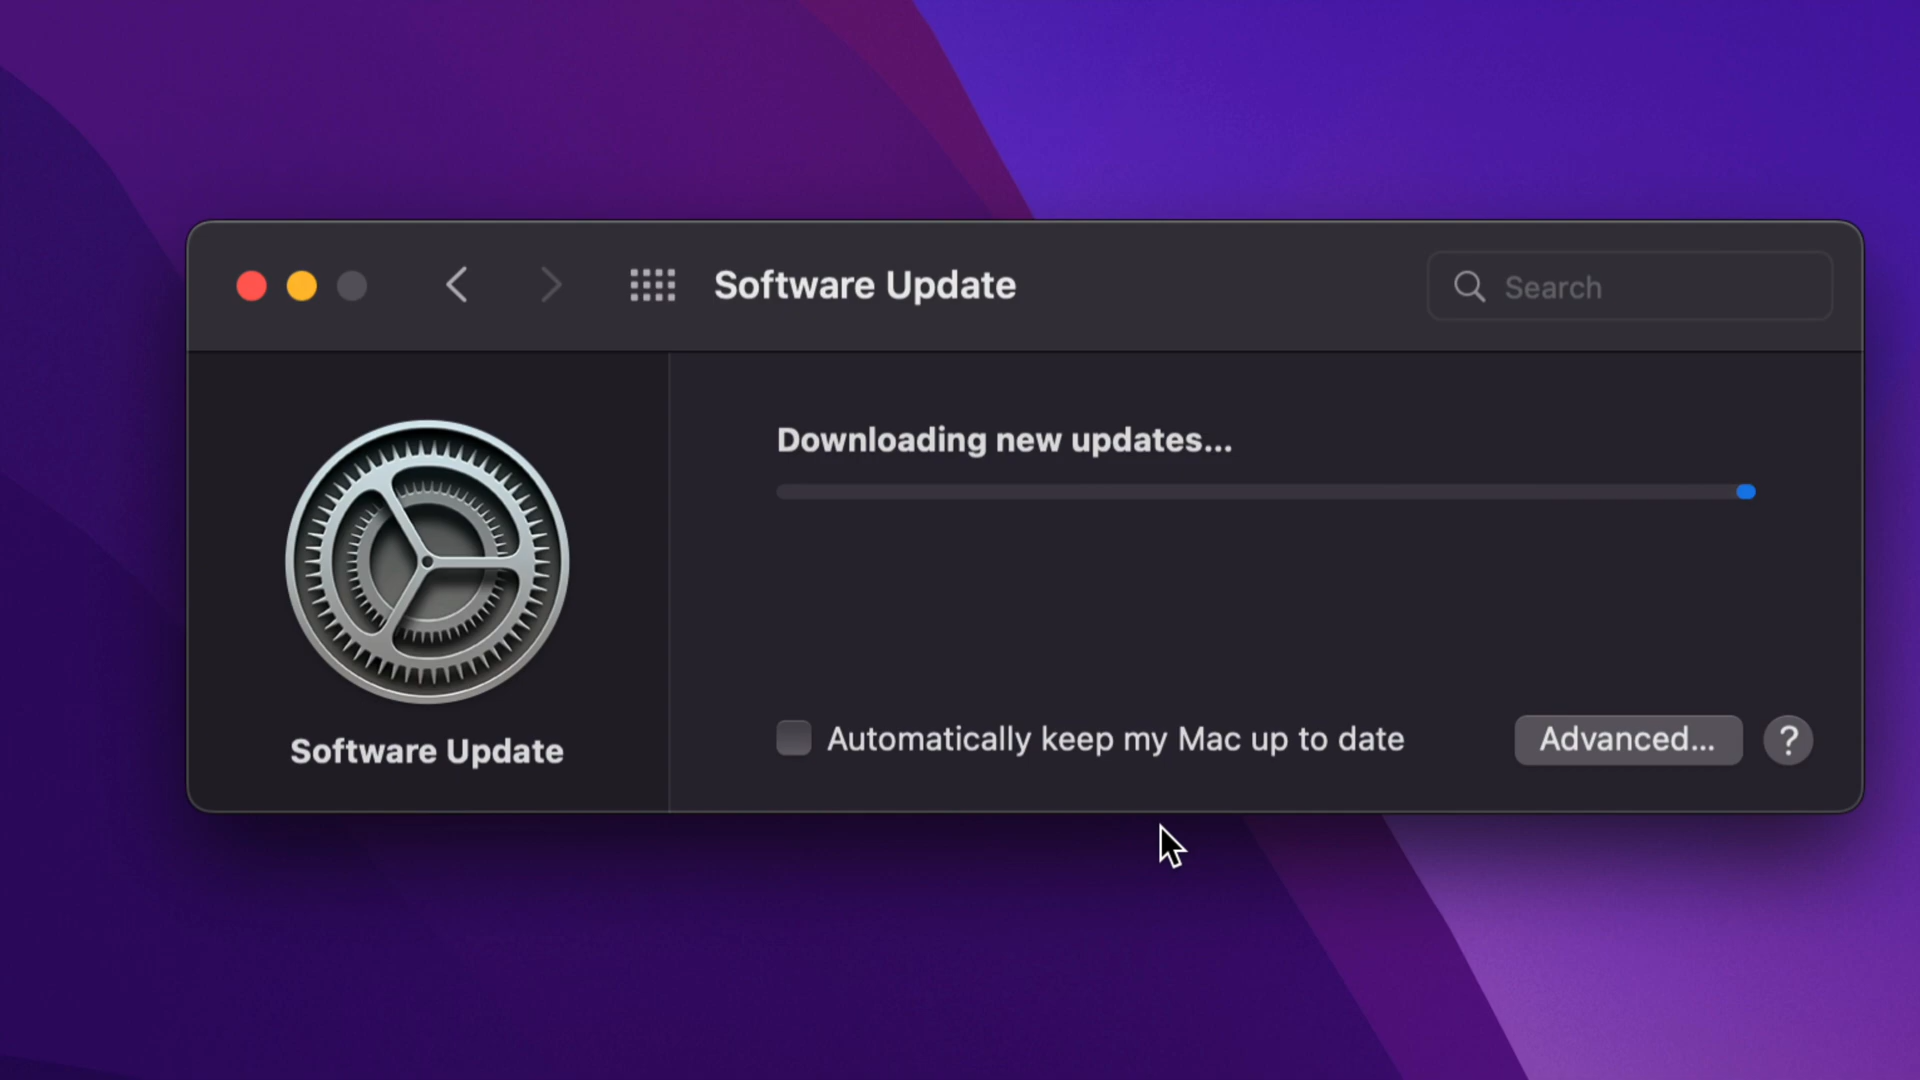 Software Update
Search
Downloading new updates...
Software Update
Automatically keep my Mac up to date
Advanced...
?